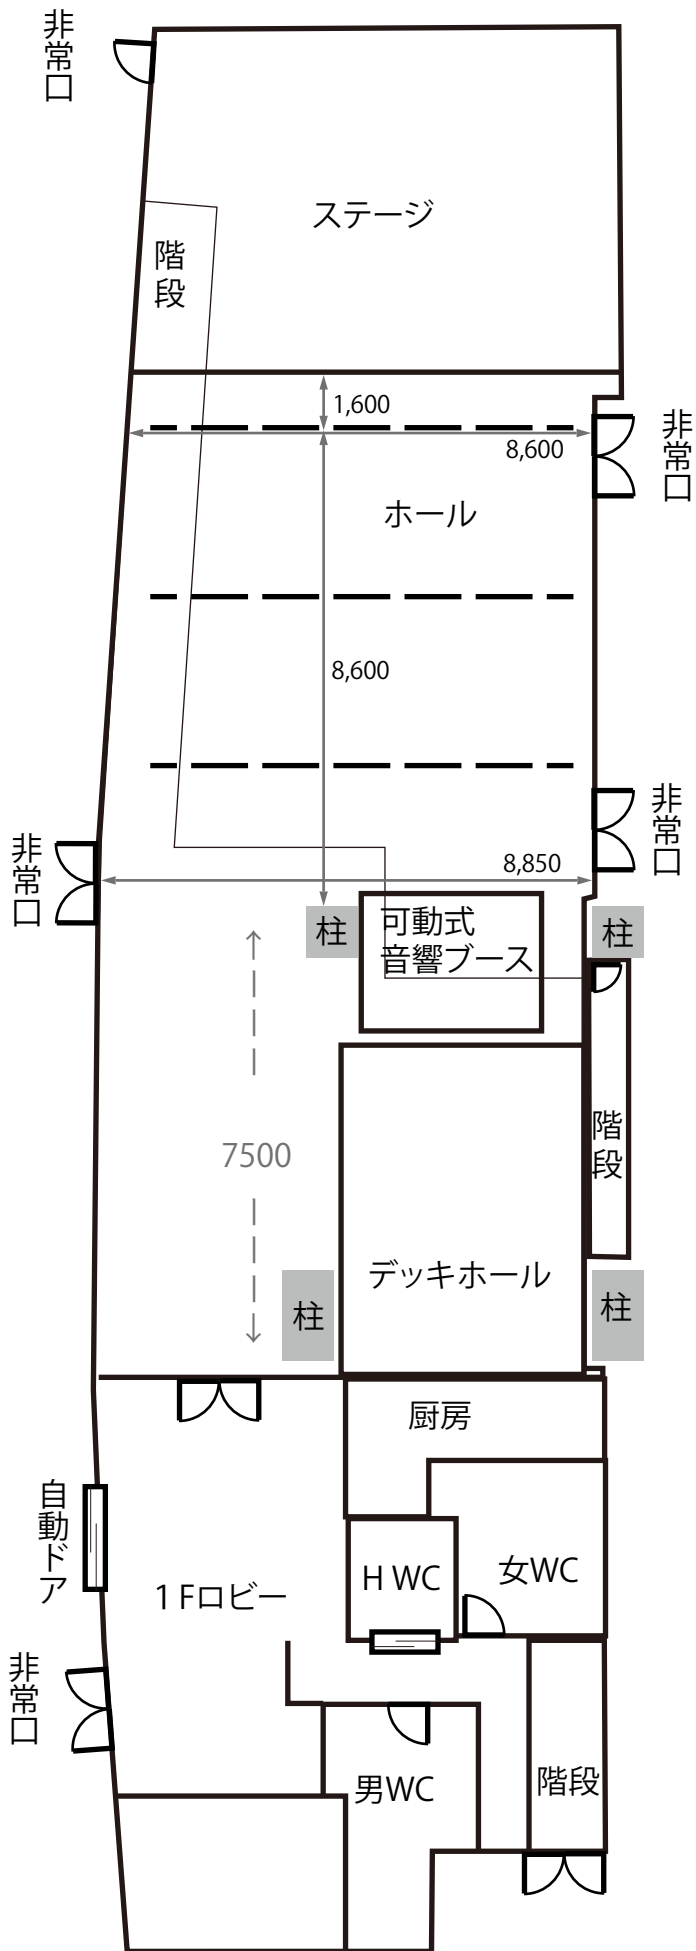 非常口
ステージ
階段
1,600
8,600
非常口
ホール
8,600
非常口
非常口
8,850
柱
可動式
音響ブース
柱
7500
階段
デッキホール
柱
柱
厨房
自動ドア
H WC
女WC
1Fロビー
非常口
男WC
階段